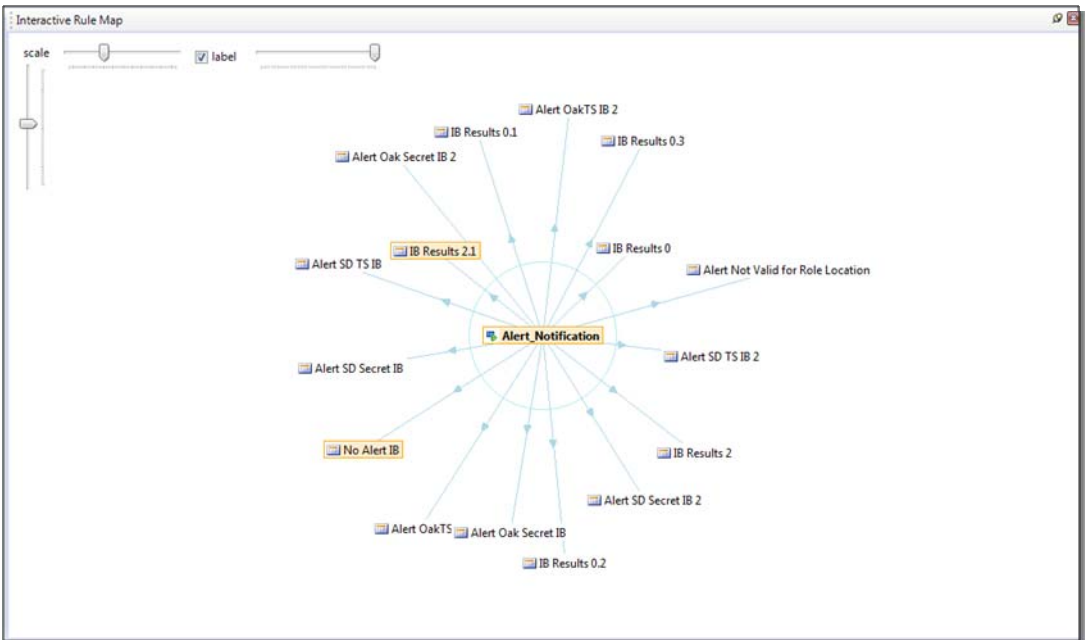 Interactive Rule Map
scale
label
Alert OakTS IB 2
IB Results 0.1
IB Results 0.3
Alert Oak Secret IB 2
IB Results 2.1
IB Results 0
Alert SD TS IB
Alert Not Valid for Role Location
Alert_Notification
Alert SD TS IB 2
Alert SD Secret IB
No Alert IB
IB Results 2
Alert SD Secret IB 2
Alert OakTS
Alert Oak Secret IB
IB Results 0.2